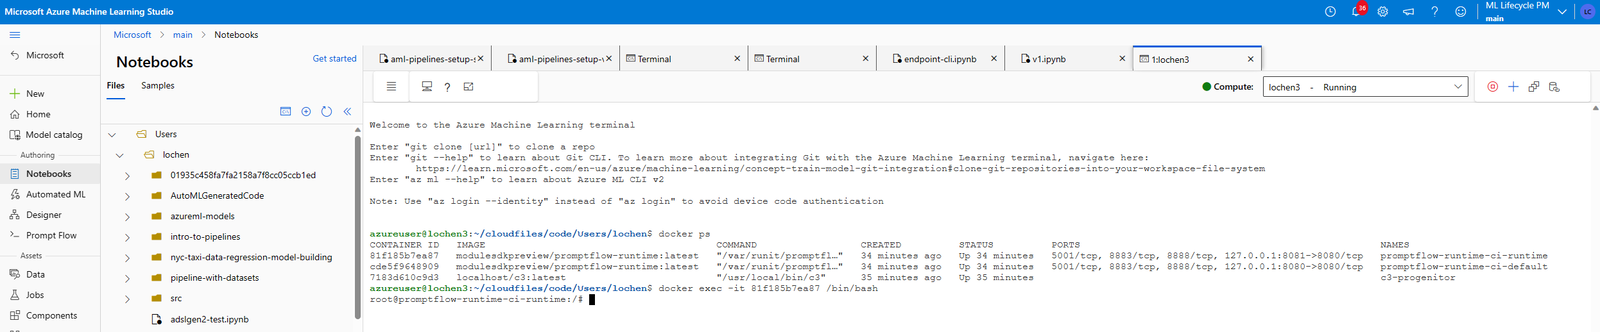 Microsoft Azure Machine Learning Studio
36
ML Lifecycle PM
main
LC
Microsoft
main
Notebooks
Microsoft
New
Home
Model catalog
Authoring
Notebooks
Automated ML
Designer
Prompt Flow
Assets
Data
Jobs
Components
Notebooks
Get started
Files
Samples
Users
lochen
01935c458fa7fa2158a7f8cc05ccb1ed
AutoMLGeneratedCode
azureml-models
intro-to-pipelines
nyc-taxi-data-regression-model-building
pipeline-with-datasets
src
adslgen2-test.ipynb
aml-pipelines-setup-s
aml-pipelines-setup-v
Terminal
Terminal
endpoint-cli.ipynb
v1.ipynb
1:lochen3
Compute:
lochen3 - Running
Welcome to the Azure Machine Learning terminal
Enter "git clone [url]" to clone a repo
Enter "git --help" to learn about Git CLI. To learn more about integrating Git with the Azure Machine Learning terminal, navigate here:
https://learn.microsoft.com/en-us/azure/machine-learning/concept-train-model-git-integration#clone-git-repositories-into-your-workspace-file-system
Enter "az ml --help" to learn about Azure ML CLI v2
Note: Use "az login --identity" instead of "az login" to avoid device code authentication
azureuser@lochen3:~/cloudfiles/code/Users/lochen$ docker ps
CONTAINER ID IMAGE COMMAND CREATED STATUS PORTS NAMES
81f185b7ea87 modulesdkpreview/promptflow-runtime:latest "/var/runit/promptfl…" 34 minutes ago Up 34 minutes 5001/tcp, 8883/tcp, 8888/tcp, 127.0.0.1:8081->8080/tcp promptflow-runtime-ci-runtime
cde5f9648909 modulesdkpreview/promptflow-runtime:latest "/var/runit/promptfl…" 34 minutes ago Up 34 minutes 5001/tcp, 8883/tcp, 8888/tcp, 127.0.0.1:8080->8080/tcp promptflow-runtime-ci-default
7183d610c9d3 localhost/c3:latest "/usr/local/bin/c3" 35 minutes ago Up 35 minutes c3-progenitor
azureuser@lochen3:~/cloudfiles/code/Users/lochen$ docker exec -it 81f185b7ea87 /bin/bash
root@promptflow-runtime-ci-runtime:/#